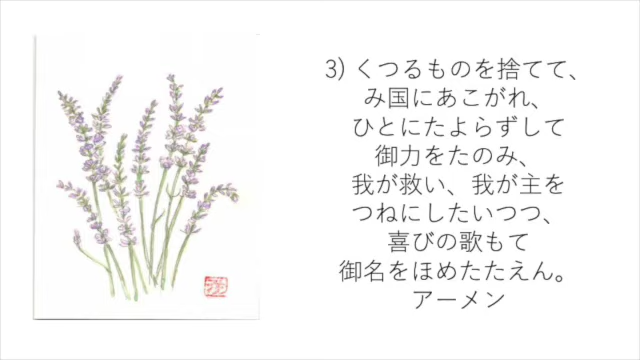 3) くつるものを捨てて、
み国にあこがれ、
ひとにたよらずして
御力をたのみ、
我が救い、我が主を
つねにしたいつつ、
喜びの歌もて
御名をほめたたえん。
アーメン